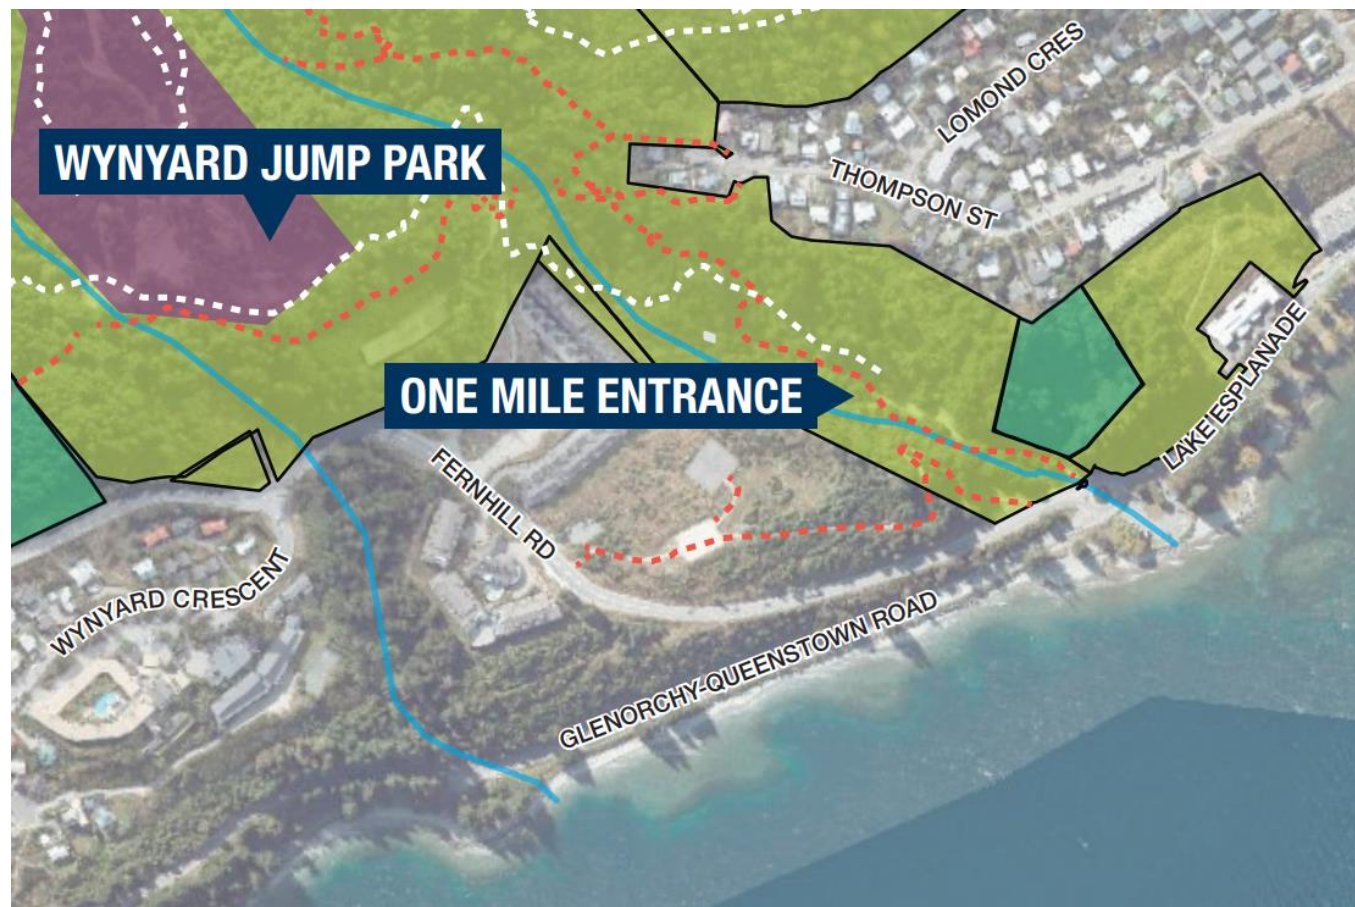 LOMOND CRES
WYNYARD JUMP PARK
THOMPSON ST
ONE MILE ENTRANCE
LAKE ESPLANADE
FERNHILL RD
WYNYARD CRESCENT
GLENORCHY-QUEENSTOWN ROAD